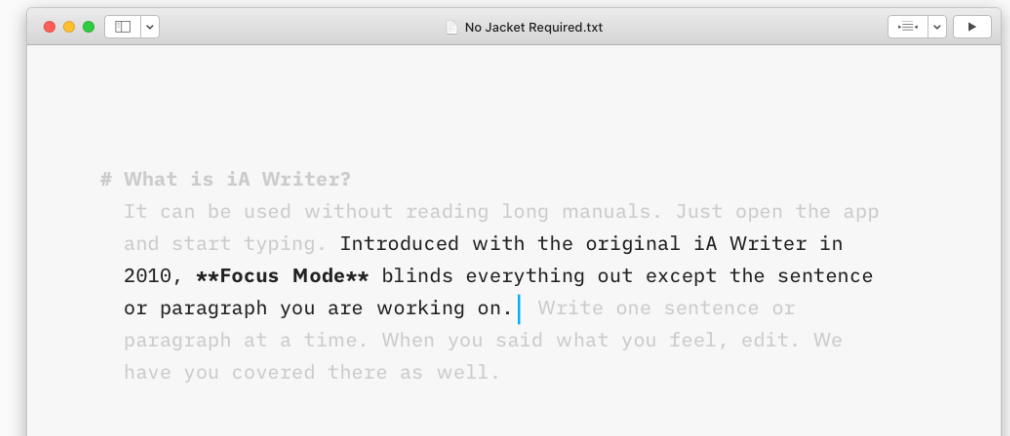 No Jacket Required.txt
# What is iA Writer?
It can be used without reading long manuals. Just open the app
and start typing. Introduced with the original iA Writer in
2010, **Focus Mode** blinds everything out except the sentence
or paragraph you are working on. Write one sentence or
paragraph at a time. When you said what you feel, edit. We
have you covered there as well.